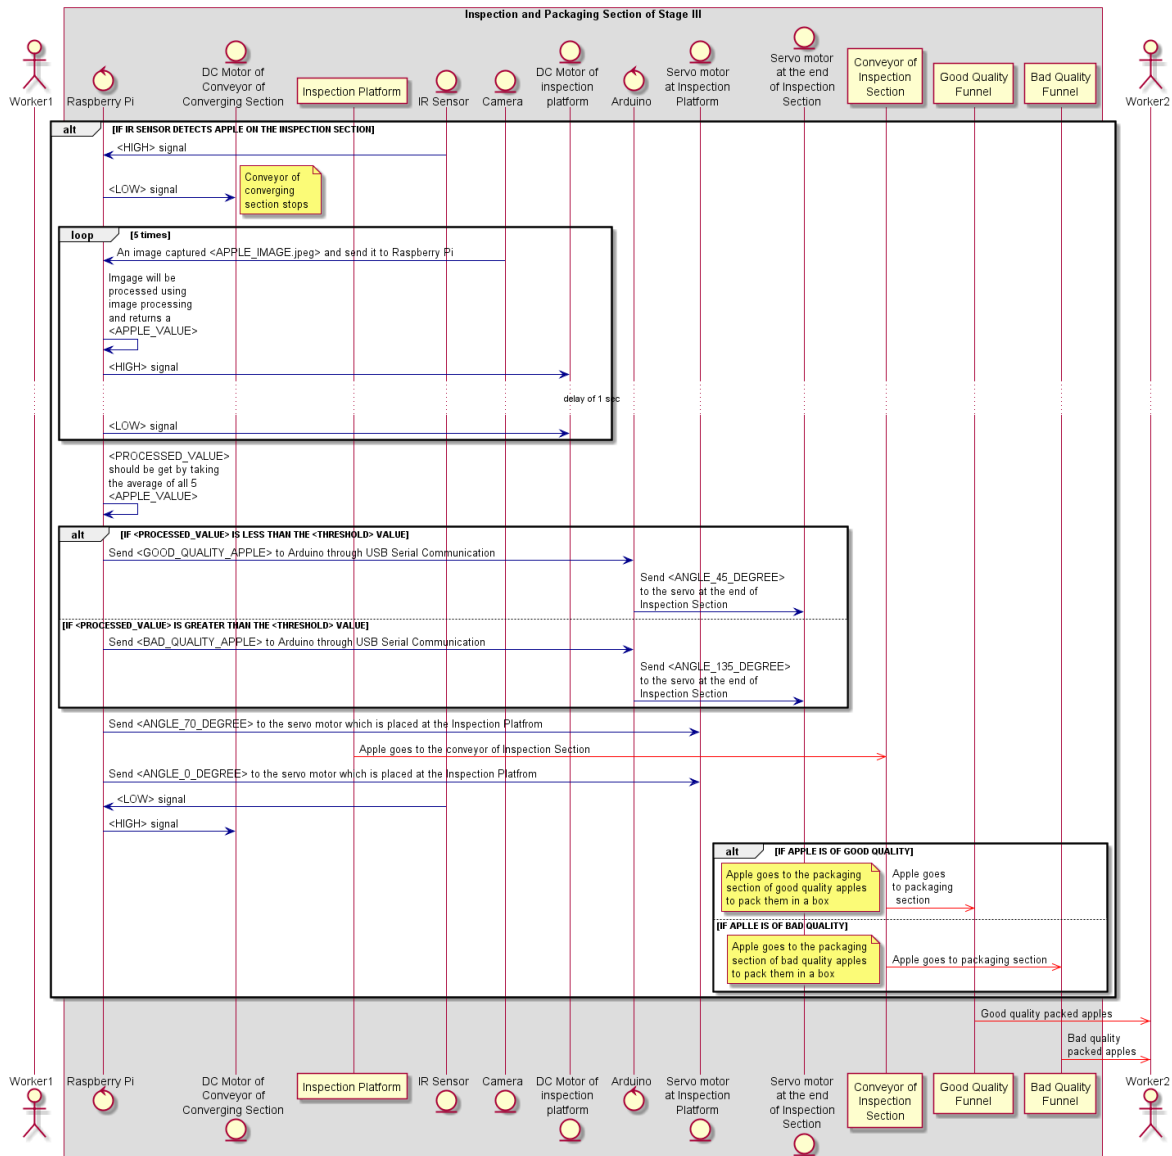 Inspection and Packaging Section of Stage III
Worker1
Raspberry Pi
DC Motor of
Conveyor of
Converging Section
Inspection Platform
IR Sensor
Camera
DC Motor of
inspection
platform
Arduino
Servo motor
at Inspection
Platform
Servo motor
at the end
of Inspection
Section
Conveyor of
Inspection
Section
Good Quality
Funnel
Bad Quality
Funnel
Worker2
alt [IF IR SENSOR DETECTS APPLE ON THE INSPECTION SECTION]
<HIGH> signal
<LOW> signal
Conveyor of
converging
section stops
loop [5 times]
An image captured <APPLE_IMAGE.jpeg> and send it to Raspberry Pi
Imgage will be
processed using
image processing
and returns a
<APPLE_VALUE>
<HIGH> signal
delay of 1 sec
<LOW> signal
<PROCESSED_VALUE>
should be get by taking
the average of all 5
<APPLE_VALUE>
alt [IF <PROCESSED_VALUE> IS LESS THAN THE <THRESHOLD> VALUE]
Send <GOOD_QUALITY_APPLE> to Arduino through USB Serial Communication
Send <ANGLE_45_DEGREE>
to the servo at the end of
Inspection Section
[IF <PROCESSED_VALUE> IS GREATER THAN THE <THRESHOLD> VALUE]
Send <BAD_QUALITY_APPLE> to Arduino through USB Serial Communication
Send <ANGLE_135_DEGREE>
to the servo at the end of
Inspection Section
Send <ANGLE_70_DEGREE> to the servo motor which is placed at the Inspection Platfrom
Apple goes to the conveyor of Inspection Section
Send <ANGLE_0_DEGREE> to the servo motor which is placed at the Inspection Platfrom
<LOW> signal
<HIGH> signal
alt [IF APPLE IS OF GOOD QUALITY]
Apple goes to the packaging
section of good quality apples
to pack them in a box
Apple goes
to packaging
section
[IF APLLE IS OF BAD QUALITY]
Apple goes to the packaging
section of bad quality apples
to pack them in a box
Apple goes to packaging section
Good quality packed apples
Bad quality
packed apples
Worker1
Raspberry Pi
DC Motor of
Conveyor of
Converging Section
Inspection Platform
IR Sensor
Camera
DC Motor of
inspection
platform
Arduino
Servo motor
at Inspection
Platform
Servo motor
at the end
of Inspection
Section
Conveyor of
Inspection
Section
Good Quality
Funnel
Bad Quality
Funnel
Worker2